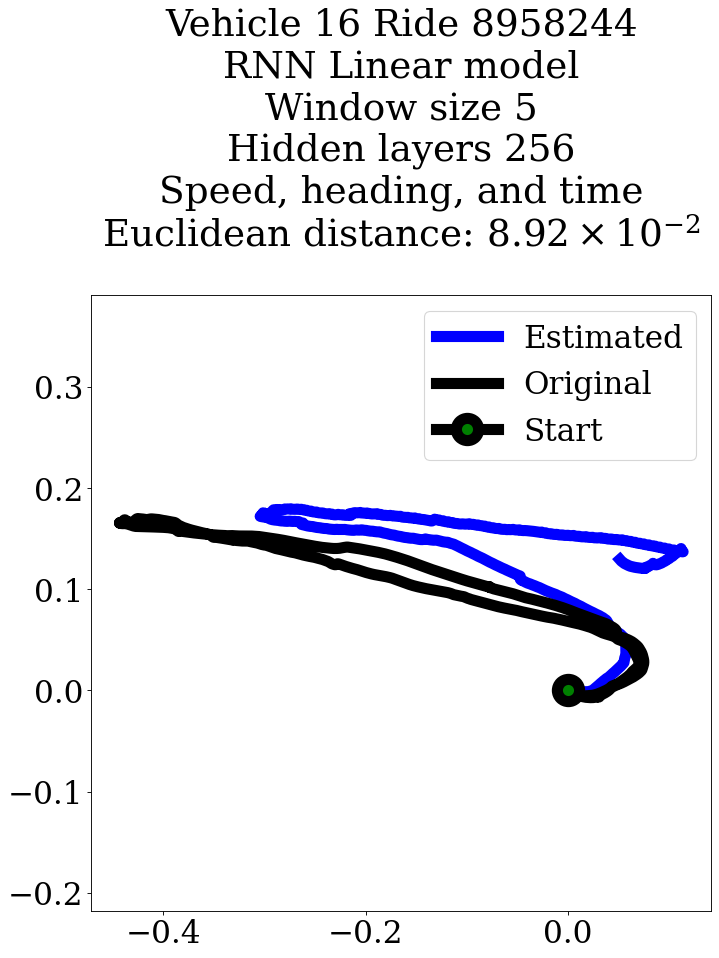 Vehicle 16 Ride 8958244
RNN Linear model
Window size 5
Hidden layers 256
Speed, heading, and time
Euclidean distance: 8.92 × 10⁻²
Estimated
Original
Start
0.3
0.2
0.1
0.0
−0.1
−0.2
−0.4
−0.2
0.0